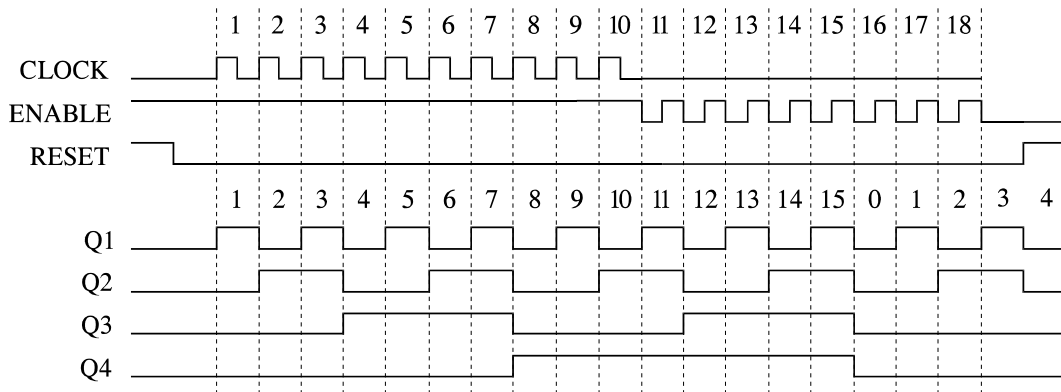 1 2 3 4 5 6 7 8 9 10 11 12 13 14 15 16 17 18
CLOCK
ENABLE
RESET
1 2 3 4 5 6 7 8 9 10 11 12 13 14 15 0 1 2 3 4
Q1
Q2
Q3
Q4